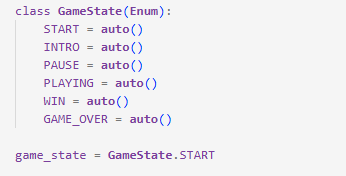 class GameState(Enum):
    START = auto()
    INTRO = auto()
    PAUSE = auto()
    PLAYING = auto()
    WIN = auto()
    GAME_OVER = auto()

game_state = GameState.START